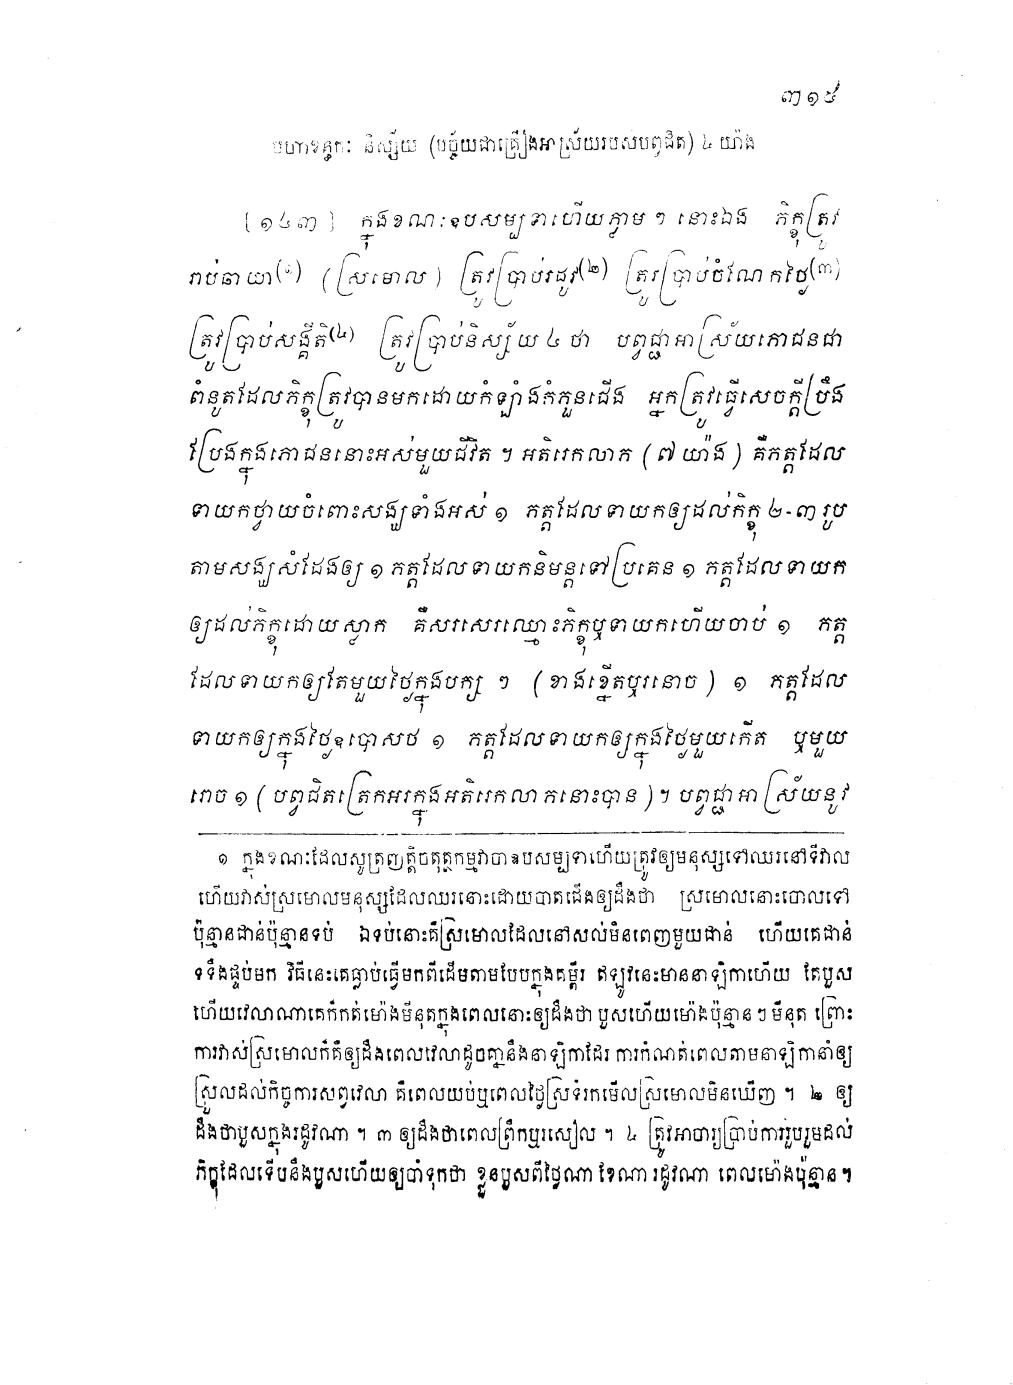 ៣១៥
មហាខន្ធកៈ និស្ស័យ (បច្ច័យជាគ្រឿងអាស្រ័យរបស់បព្វជិត) ៤ យ៉ាង
[១៤៣] ក្នុងខណៈឧបសម្បទាហើយភ្លាម ៗ នោះឯង ភិក្ខុត្រូវ
វាស់ឆាយា(១) (ស្រមោល) ត្រូវប្រាប់រដូវ(២) ត្រូវប្រាប់ចំណែកថ្ងៃ(៣)
ត្រូវប្រាប់សង្គីតិ(៤) ត្រូវប្រាប់និស្ស័យ ៤ ថា បព្វជ្ជាអាស្រ័យភោជនជា
ពំនូតដែលភិក្ខុត្រូវបានមកដោយកំឡាំងកំភួនជើង អ្នកត្រូវធ្វើសេចក្តីប្រឹង
ប្រែងក្នុងភោជននោះអស់មួយជីវិត ។ អតិរេកលាភ (៧ យ៉ាង) គឺភត្តដែល
ទាយកថ្វាយចំពោះសង្ឃទាំងអស់ ១ ភត្តដែលទាយកឲ្យដល់ភិក្ខុ ២-៣ រូប
តាមសង្ឃសំដែងឲ្យ ១ ភត្តដែលទាយកនិមន្តទៅប្រគេន ១ ភត្តដែលទាយក
ឲ្យដល់ភិក្ខុដោយស្លាក គឺសរសេរឈ្មោះភិក្ខុឬទាយកហើយចាប់ ១ ភត្ត
ដែលទាយកឲ្យតែមួយថ្ងៃក្នុងបក្ស ៗ (ខាងខ្នើតឬរនោច) ១ ភត្តដែល
ទាយកឲ្យក្នុងថ្ងៃឧបោសថ ១ ភត្តដែលទាយកឲ្យក្នុងថ្ងៃមួយកើត ឬមួយ
រោច ១ (បព្វជិតត្រេកអរក្នុងអតិរេកលាភនោះបាន) ។ បព្វជ្ជាអាស្រ័យនូវ
១ ក្នុងខណៈដែលសូត្រញត្តិចតុត្ថកម្មវាចាឧបសម្បទាហើយត្រូវឲ្យមនុស្សទៅឈរនៅទីវាល
ហើយវាស់ស្រមោលមនុស្សដែលឈរនោះដោយបាតជើងឲ្យដឹងថា ស្រមោលនោះចោលទៅ
ប៉ុន្មានជាន់ប៉ុន្មានទប់ ឯទប់នោះគឺស្រមោលដែលនៅសល់មិនពេញមួយជាន់ ហើយគេជាន់
ទទឹងផ្ទប់មក វិធីនេះគេធ្លាប់ធ្វើមកពីដើមតាមបែបក្នុងគម្ពីរ ឥឡូវនេះមាននាឡិកាហើយ តែបួស
ហើយវេលាណាគេក៏កត់ម៉ោងមីនុតក្នុងពេលនោះឲ្យដឹងថា បួសហើយម៉ោងប៉ុន្មាន ៗ មីនុត ព្រោះ
ការវាស់ស្រមោលក៏គឺឲ្យដឹងពេលវេលាដូចគ្នានឹងនាឡិកាដែរ ការកំណត់ពេលតាមនាឡិកានាំឲ្យ
ស្រួលដល់កិច្ចការសព្វវេលា គឺពេលយប់ឬពេលថ្ងៃស្រទំរកមើលស្រមោលមិនឃើញ ។ ២ ឲ្យ
ដឹងថាបួសក្នុងរដូវណា ។ ៣ ឲ្យដឹងថាពេលព្រឹកឬរសៀល ។ ៤ ត្រូវអាចារ្យប្រាប់ការរួបរួមដល់
ភិក្ខុដែលទើបនឹងបួសហើយឲ្យចាំទុកថា ខ្លួនបួសពីថ្ងៃណា ខែណា រដូវណា ពេលម៉ោងប៉ុន្មាន ។